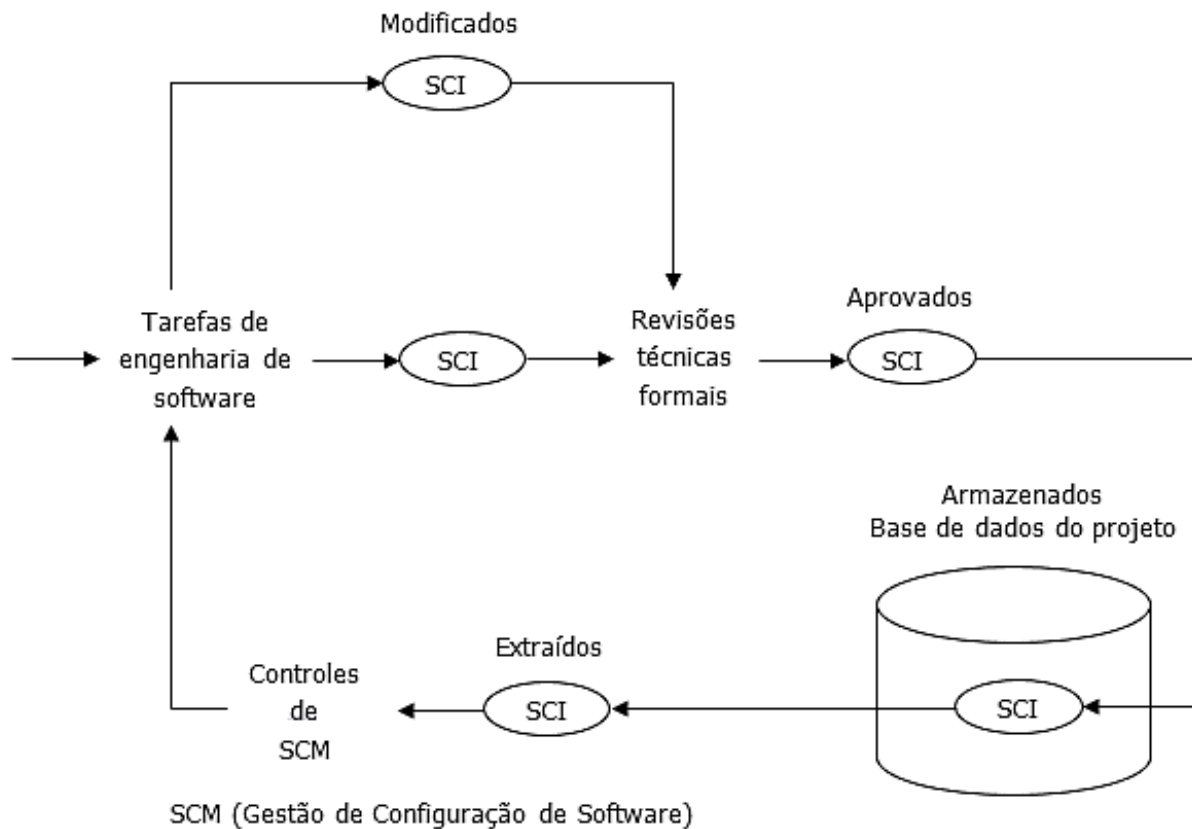 Modificados
SCI
Tarefas de
engenharia de
software
SCI
Revisões
técnicas
formais
Aprovados
SCI
Armazenados
Base de dados do projeto
SCI
Extraídos
SCI
Controles
de
SCM
SCM (Gestão de Configuração de Software)